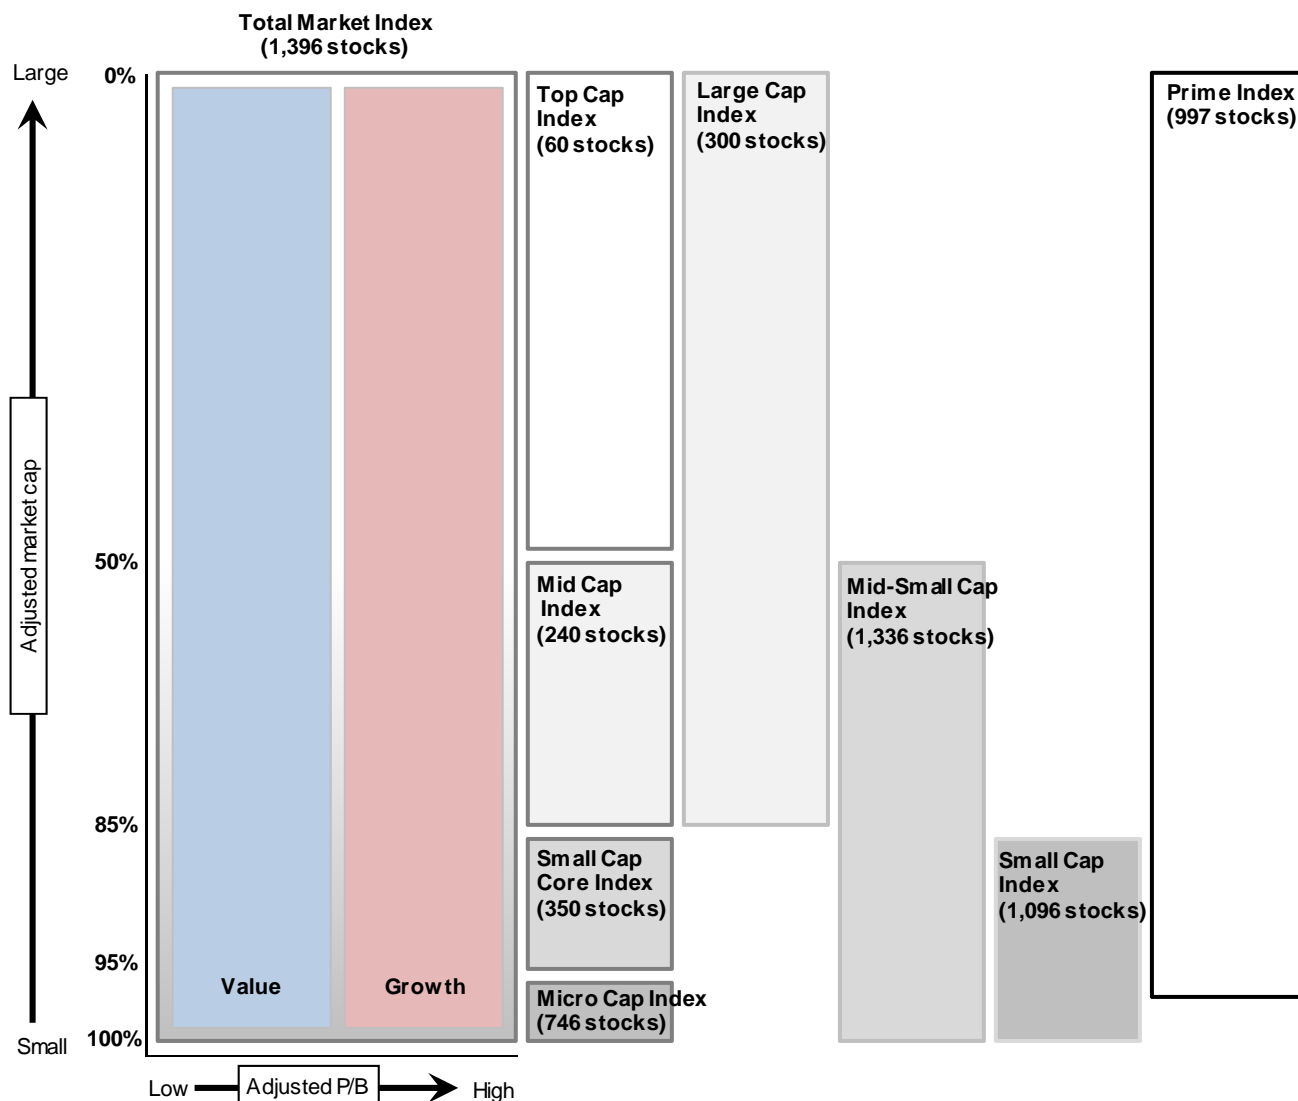 Total Market Index
(1,396 stocks)
Large
0%
Top Cap
Index
(60 stocks)
Large Cap
Index
(300 stocks)
Prime Index
(997 stocks)
Adjusted market cap
50%
Mid Cap
Index
(240 stocks)
Mid-Small Cap
Index
(1,336 stocks)
85%
Small Cap
Core Index
(350 stocks)
Small Cap
Index
(1,096 stocks)
95%
Value
Growth
Micro Cap Index
(746 stocks)
100%
Small
Low
Adjusted P/B
High